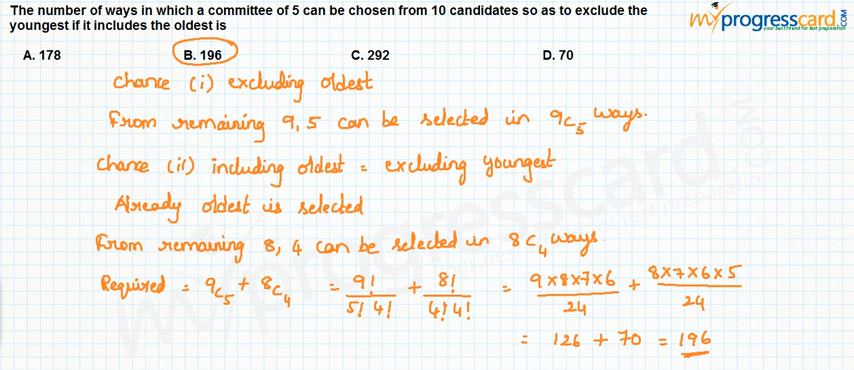 The number of ways in which a committee of 5 can be chosen from 10 candidates so as to exclude the
youngest if it includes the oldest is
myprogresscard.com
A. 178 B. 196 C. 292 D. 70
Chance (i) excluding oldest
From remaining 9, 5 can be selected in 9C5 ways.
Chance (ii) including oldest = excluding youngest
Already oldest is selected
From remaining 8, 4 can be selected in 8C4 ways.
Required = 9C5 + 8C4 = 9!/5! 4! + 8!/4! 4! = 9×8×7×6/24 + 8×7×6×5/24
= 126 + 70 = 196